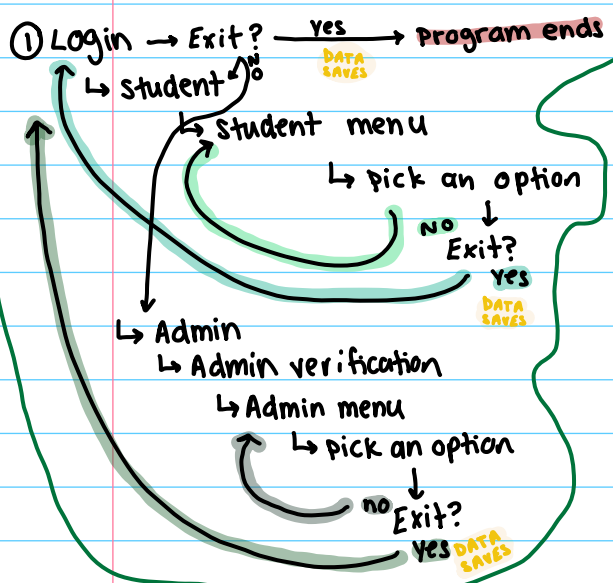 ① Login → Exit? yes → program ends
DATA
SAVES
NO
↳ student
↳ student menu
↳ pick an option
NO
Exit?
yes
DATA
SAVES
↳ Admin
↳ Admin verification
↳ Admin menu
↳ pick an option
no Exit?
yes DATA
SAVES